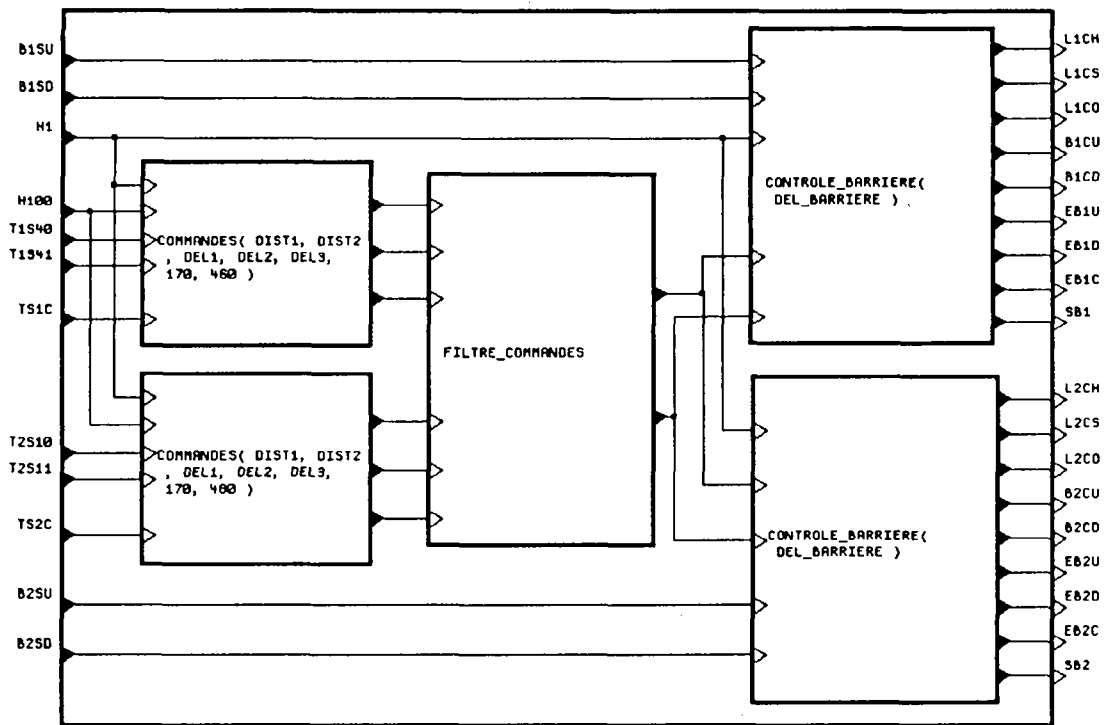 B1SU
B1SD
H1
H100
T1S40
T1S41
TS1C
T2S10
T2S11
TS2C
B2SU
B2SD
COMMANDES( DIST1, DIST2
, DEL1, DEL2, DEL3,
170, 460 )
COMMANDES( DIST1, DIST2
, DEL1, DEL2, DEL3,
170, 460 )
FILTRE_COMMANDES
CONTROLE_BARRIERE(
DEL_BARRIERE )
CONTROLE_BARRIERE(
DEL_BARRIERE )
L1CH
L1CS
L1CO
B1CU
B1CD
EB1U
EB1D
EB1C
SB1
L2CH
L2CS
L2CO
B2CU
B2CD
EB2U
EB2D
EB2C
SB2